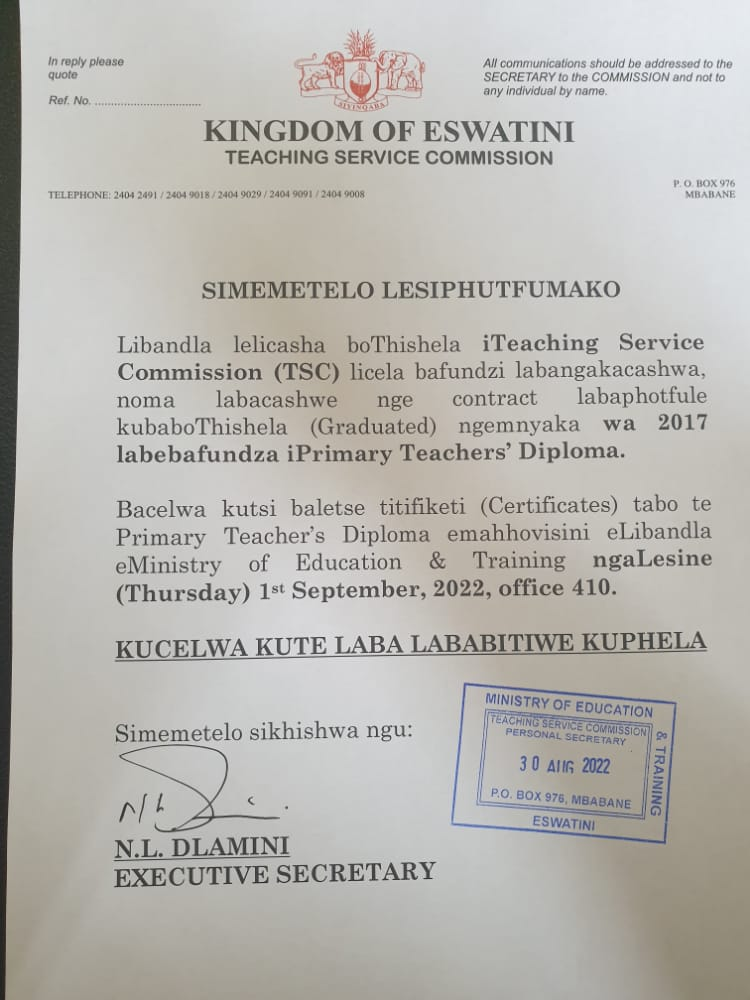 In reply please
quote
Ref. No. ................................
All communications should be addressed to the
SECRETARY to the COMMISSION and not to
any individual by name.
SIYINQABA
KINGDOM OF ESWATINI
TEACHING SERVICE COMMISSION
TELEPHONE: 2404 2491 / 2404 9018 / 2404 9029 / 2404 9091 / 2404 9008
P. O. BOX 976
MBABANE
SIMEMETELO LESIPHUTFUMAKO
Libandla lelicasha boThishela iTeaching Service
Commission (TSC) licela bafundzi labangakacashwa,
noma labacashwe nge contract labaphotfule
kubaboThishela (Graduated) ngemnyaka wa 2017
labebafundza iPrimary Teachers' Diploma.
Bacelwa kutsi baletse titifiketi (Certificates) tabo te
Primary Teacher's Diploma emahhovisini eLibandla
eMinistry of Education & Training ngaLesine
(Thursday) 1st September, 2022, office 410.
KUCELWA KUTE LABA LABABITIWE KUPHELA
Simemetelo sikhishwa ngu:
N.L. DLAMINI
EXECUTIVE SECRETARY
MINISTRY OF EDUCATION
& TRAINING
TEACHING SERVICE COMMISSION
PERSONAL SECRETARY
30 AUG 2022
P.O. BOX 976, MBABANE
ESWATINI